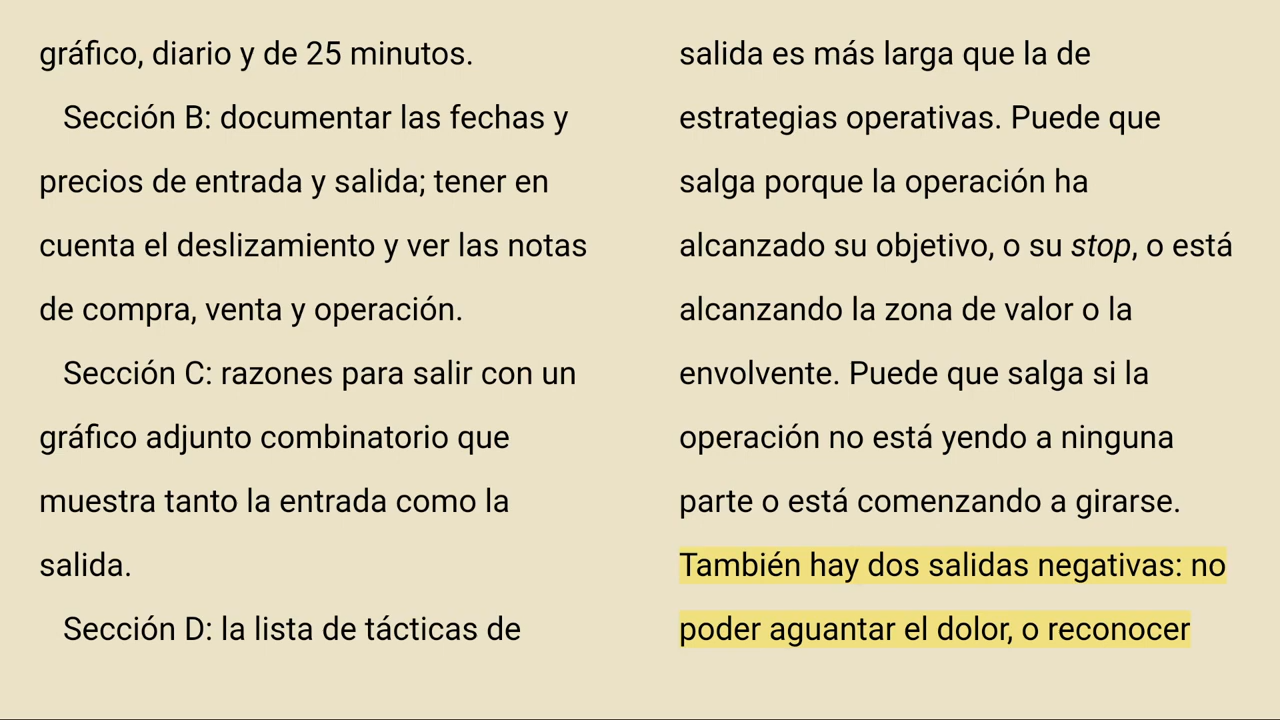 gráfico, diario y de 25 minutos.
Sección B: documentar las fechas y
precios de entrada y salida; tener en
cuenta el deslizamiento y ver las notas
de compra, venta y operación.
Sección C: razones para salir con un
gráfico adjunto combinatorio que
muestra tanto la entrada como la
salida.
Sección D: la lista de tácticas de
salida es más larga que la de
estrategias operativas. Puede que
salga porque la operación ha
alcanzado su objetivo, o su stop, o está
alcanzando la zona de valor o la
envolvente. Puede que salga si la
operación no está yendo a ninguna
parte o está comenzando a girarse.
También hay dos salidas negativas: no
poder aguantar el dolor, o reconocer